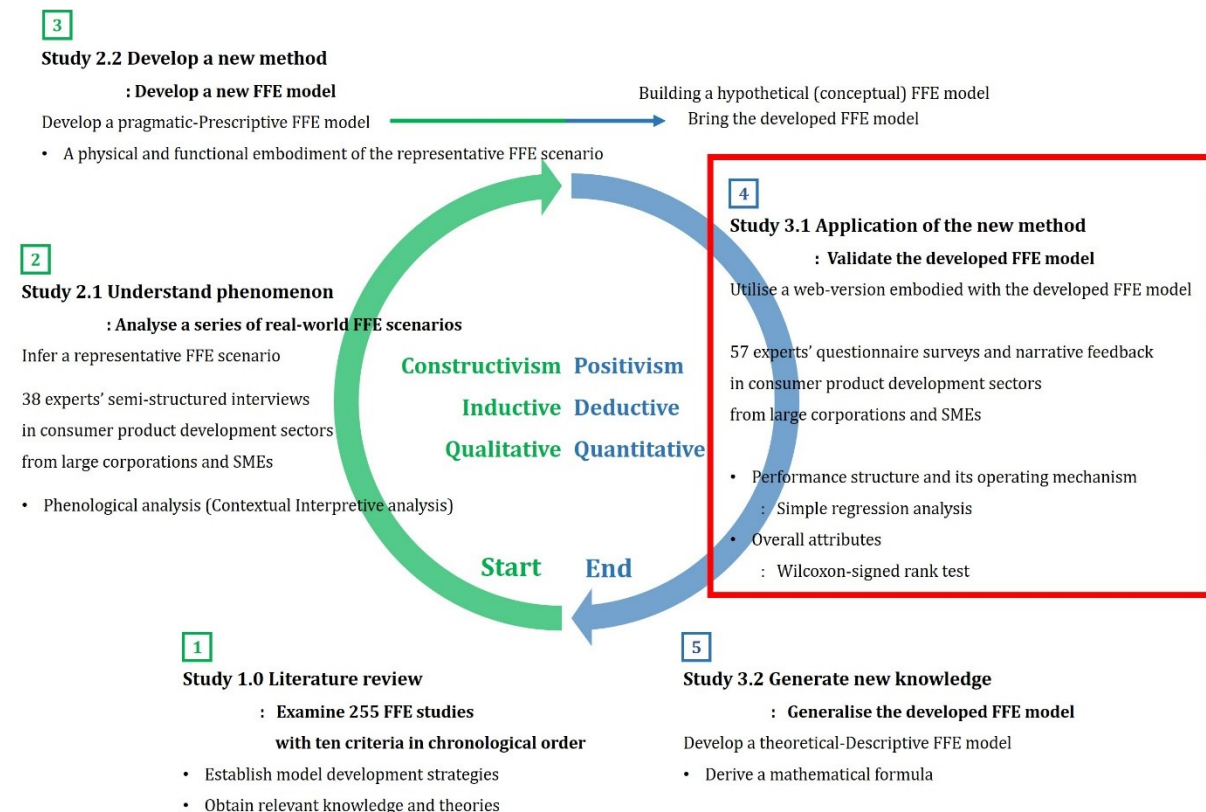 3
Study 2.2 Develop a new method
: Develop a new FFE model
Develop a pragmatic-Prescriptive FFE model
• A physical and functional embodiment of the representative FFE scenario
Building a hypothetical (conceptual) FFE model
Bring the developed FFE model
2
Study 2.1 Understand phenomenon
: Analyse a series of real-world FFE scenarios
Infer a representative FFE scenario
38 experts' semi-structured interviews
in consumer product development sectors
from large corporations and SMEs
• Phenological analysis (Contextual Interpretive analysis)
Constructivism Positivism
Inductive Deductive
Qualitative Quantitative
Start End
4
Study 3.1 Application of the new method
: Validate the developed FFE model
Utilise a web-version embodied with the developed FFE model
57 experts' questionnaire surveys and narrative feedback
in consumer product development sectors
from large corporations and SMEs
• Performance structure and its operating mechanism
: Simple regression analysis
• Overall attributes
: Wilcoxon-signed rank test
1
Study 1.0 Literature review
: Examine 255 FFE studies
with ten criteria in chronological order
• Establish model development strategies
• Obtain relevant knowledge and theories
5
Study 3.2 Generate new knowledge
: Generalise the developed FFE model
Develop a theoretical-Descriptive FFE model
• Derive a mathematical formula